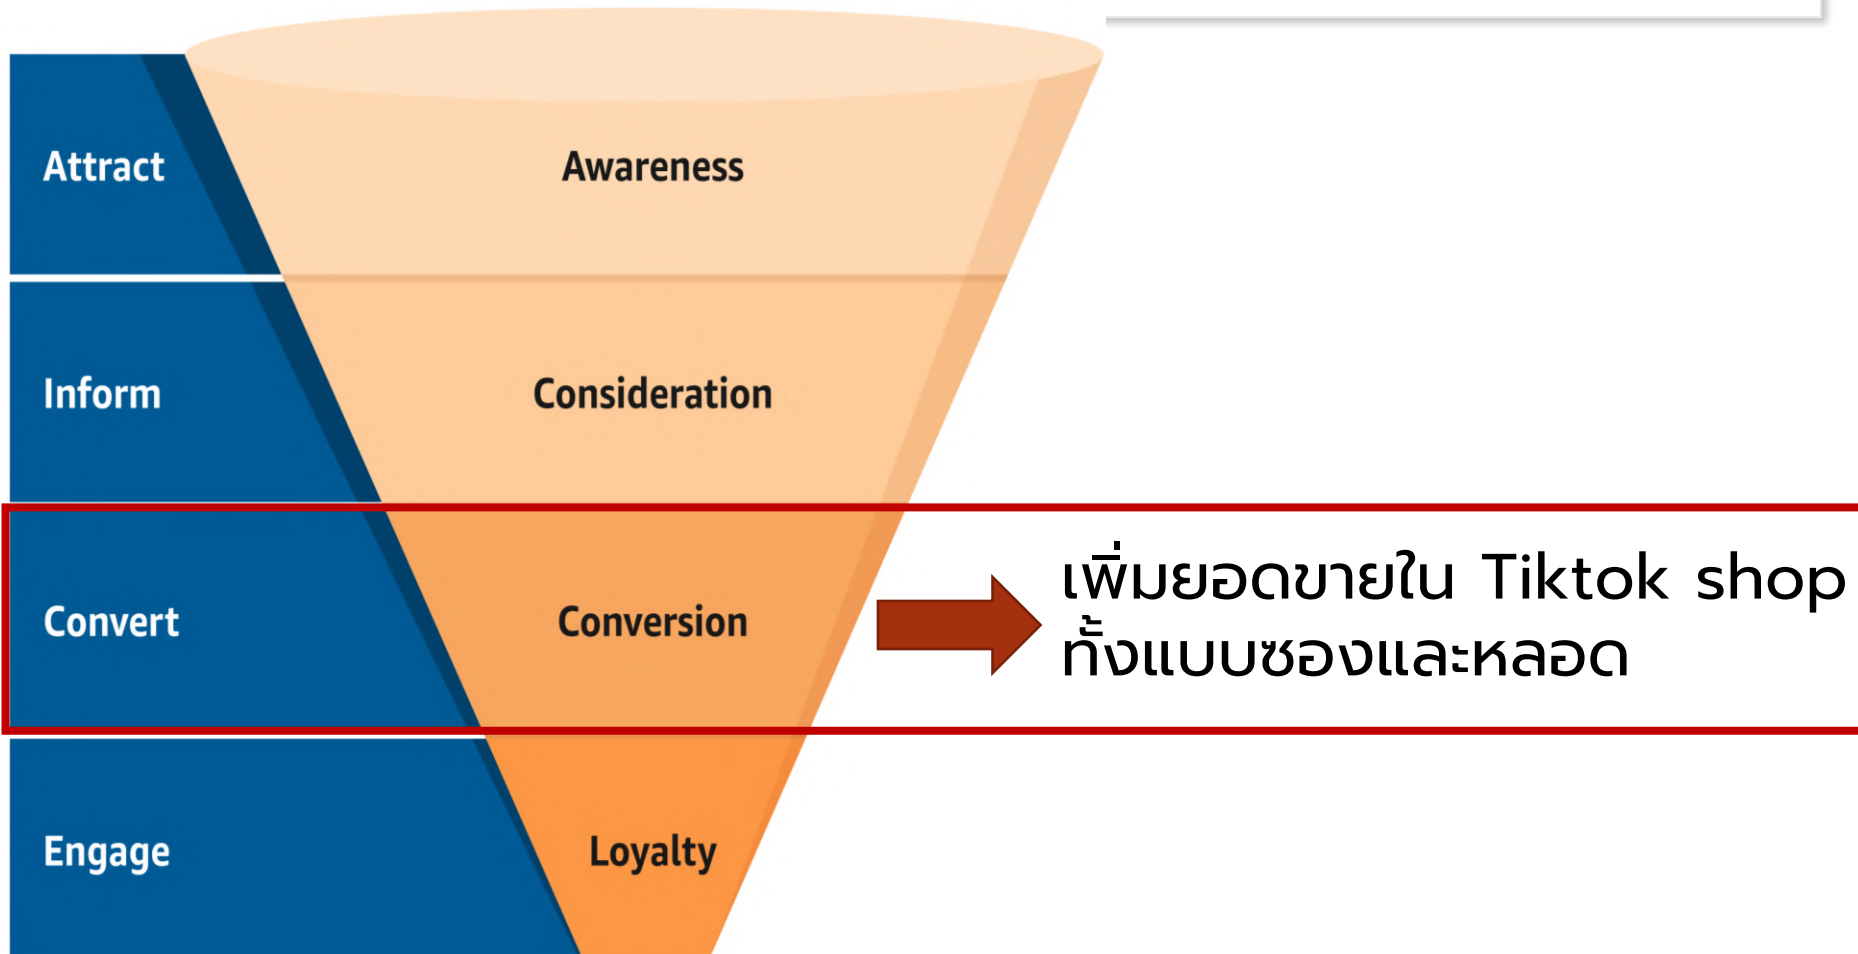 Attract
Awareness
Inform
Consideration
Convert
Conversion
เพิ่มยอดขายใน Tiktok shop
ทั้งแบบซองและหลอด
Engage
Loyalty